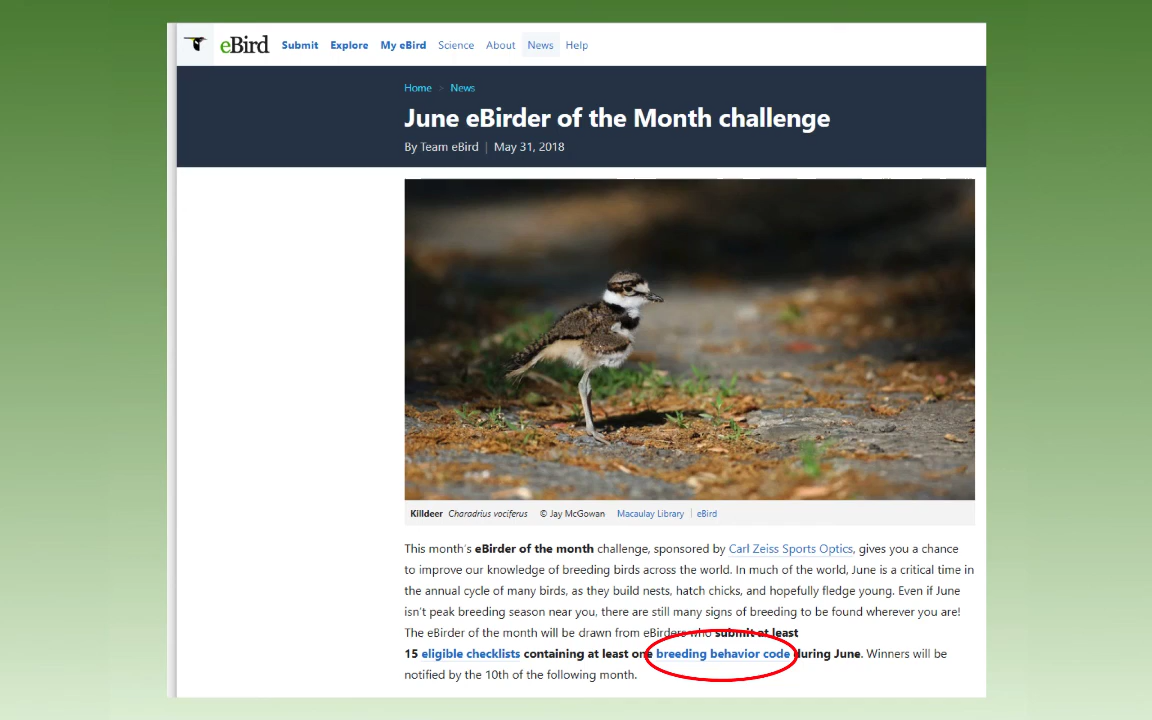 eBird Submit Explore My eBird Science About News Help
Home > News
June eBirder of the Month challenge
By Team eBird | May 31, 2018
Killdeer Charadrius vociferus © Jay McGowan Macaulay Library | eBird
This month's eBirder of the month challenge, sponsored by Carl Zeiss Sports Optics, gives you a chance
to improve our knowledge of breeding birds across the world. In much of the world, June is a critical time in
the annual cycle of many birds, as they build nests, hatch chicks, and hopefully fledge young. Even if June
isn't peak breeding season near you, there are still many signs of breeding to be found wherever you are!
The eBirder of the month will be drawn from eBirders who submit at least
15 eligible checklists containing at least one breeding behavior code during June. Winners will be
notified by the 10th of the following month.